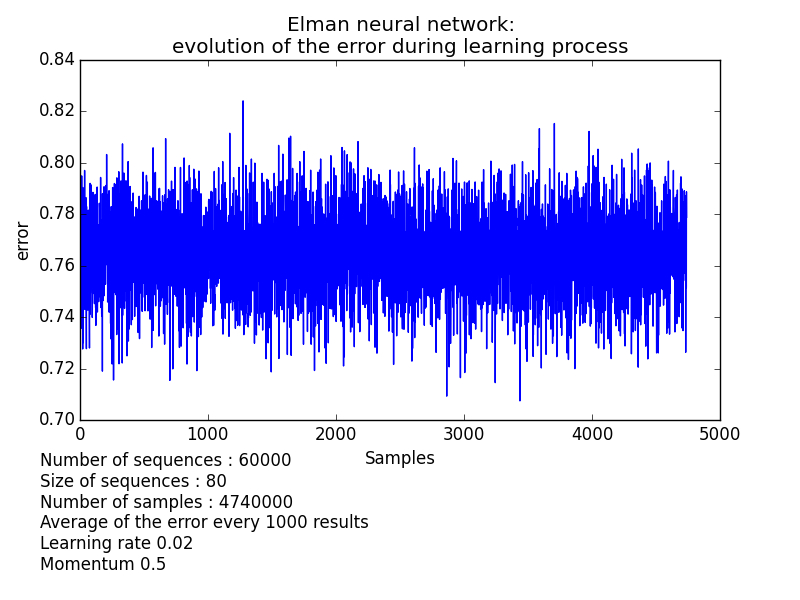 Elman neural network:
evolution of the error during learning process
0.84
0.82
0.80
0.78
0.76
0.74
0.72
0.70
error
0 1000 2000 3000 4000 5000
Samples
Number of sequences : 60000
Size of sequences : 80
Number of samples : 4740000
Average of the error every 1000 results
Learning rate 0.02
Momentum 0.5